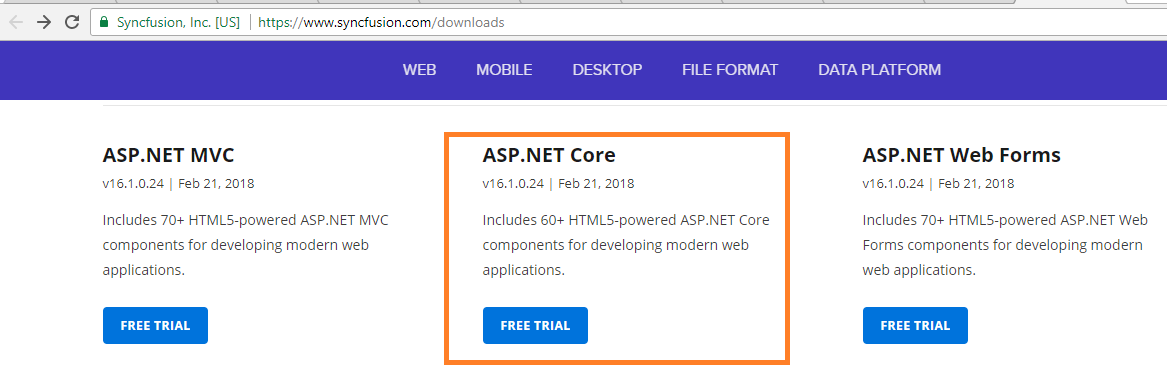 Syncfusion, Inc. [US] | https://www.syncfusion.com/downloads
WEB MOBILE DESKTOP FILE FORMAT DATA PLATFORM
ASP.NET MVC
v16.1.0.24 | Feb 21, 2018
Includes 70+ HTML5-powered ASP.NET MVC
components for developing modern web
applications.
FREE TRIAL
ASP.NET Core
v16.1.0.24 | Feb 21, 2018
Includes 60+ HTML5-powered ASP.NET Core
components for developing modern web
applications.
FREE TRIAL
ASP.NET Web Forms
v16.1.0.24 | Feb 21, 2018
Includes 70+ HTML5-powered ASP.NET Web
Forms components for developing modern
web applications.
FREE TRIAL